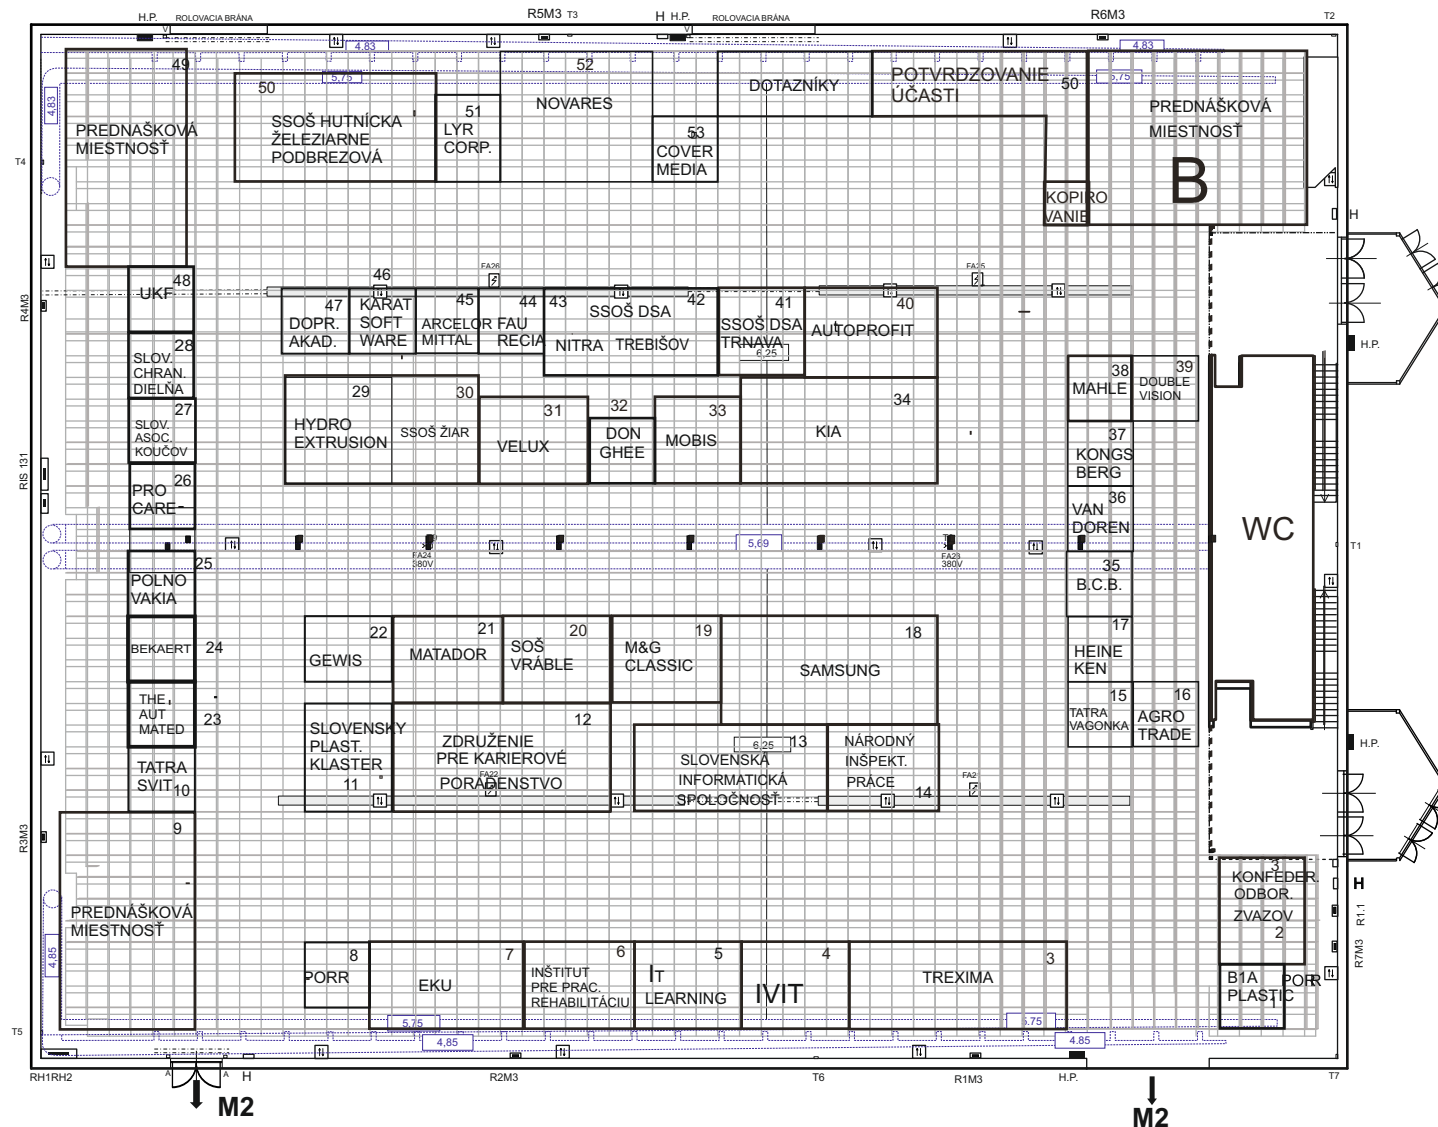 H.P. ROLOVACIA BRÁNA R5M3 T3 H H.P. ROLOVACIA BRÁNA R6M3 T2
V V
4,83 4,83
5,75 5,75
4,83
49
PREDNAŠKOVÁ
MIESTNOSŤ
50
SSOŠ HUTNÍCKA
ŽELEZIARNE
PODBREZOVÁ
51
LYR
CORP.
52
NOVARES
53
COVER
MEDIA
DOTAZNÍKY
POTVRDZOVANIE
ÚČASTI
50
PREDNÁŠKOVÁ
MIESTNOSŤ
B
KOPIRO
VANIE
T4
H
FA26 FA25
48
UKF
R4M3
47
DOPR.
AKAD.
46
KARAT
SOFT
WARE
45
ARCELOR
MITTAL
44
FAU
RECIA
43 42
SSOŠ DSA
NITRA TREBIŠOV
41
SSOŠ DSA
TRNAVA
6,25
40
AUTOPROFIT
H.P.
28
SLOV.
CHRAN.
DIELŇA
27
SLOV.
ASOC.
KOUČOV
26
PRO
CARE
RIS 131
29
HYDRO
EXTRUSION
30
SSOŠ ŽIAR
31
VELUX
32
DON
GHEE
33
MOBIS
34
KIA
38
MAHLE
39
DOUBLE
VISION
37
KONGS
BERG
36
VAN
DOREN
35
B.C.B.
WC
T1
FA24
380V
5,69
FA23
380V
25
POLNO
VAKIA
BEKAERT
24
THE
AUT
MATED
23
TATRA
SVIT
10
22
GEWIS
21
MATADOR
20
SOŠ
VRÁBLE
19
M&G
CLASSIC
18
SAMSUNG
17
HEINE
KEN
15
TATRA
VAGONKA
16
AGRO
TRADE
H.P.
SLOVENSKY
PLAST.
KLASTER
11
12
ZDRUŽENIE
PRE KARIEROVÉ
PORADENSTVO
FA22
6,25
13
SLOVENSKÁ
INFORMATICKÁ
SPOLOČNOSŤ
NÁRODNÝ
INŠPEKT.
PRÁCE
14
FA2
R3M3
9
PREDNÁŠKOVÁ
MIESTNOSŤ
4,85
3
KONFEDER.
ODBOR.
ZVAZOV
2
H
R1.1
R7M3
B1A
PLASTIC
1
PORR
8
PORR
7
EKU
6
INŠTITUT
PRE PRAC.
REHABILITÁCIU
5
IT
LEARNING
4
IVIT
3
TREXIMA
5,75 5,75
4,85 4.85
T5
RH1RH2 A A H R2M3 T6 R1M3 H.P. T7
M2 M2